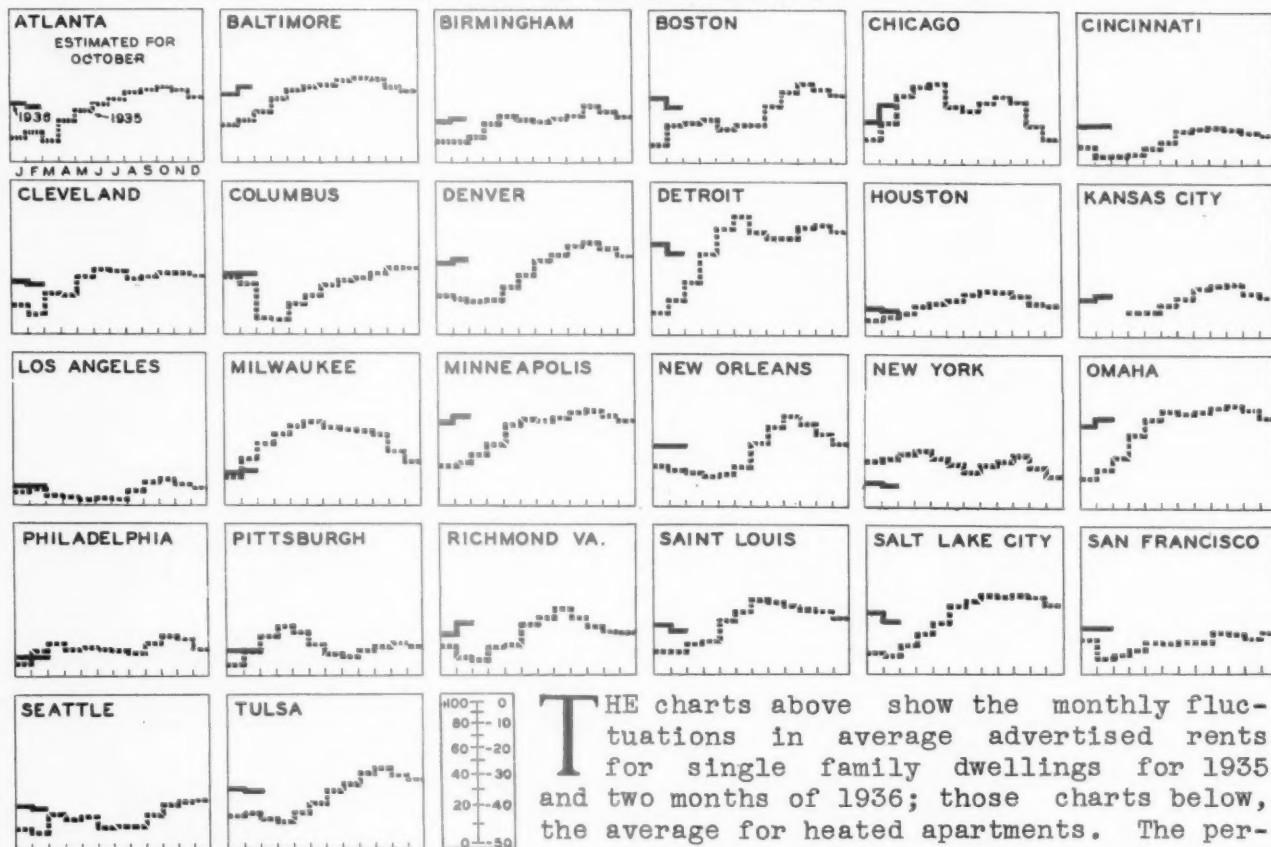 ATLANTA
ESTIMATED FOR
OCTOBER
1936
1935
J F M A M J J A S O N D
BALTIMORE
BIRMINGHAM
BOSTON
CHICAGO
CINCINNATI
CLEVELAND
COLUMBUS
DENVER
DETROIT
HOUSTON
KANSAS CITY
LOS ANGELES
MILWAUKEE
MINNEAPOLIS
NEW ORLEANS
NEW YORK
OMAHA
PHILADELPHIA
PITTSBURGH
RICHMOND VA.
SAINT LOUIS
SALT LAKE CITY
SAN FRANCISCO
SEATTLE
TULSA
+100 0
80 -10
60 -20
40 -30
20 -40
0 -50
THE charts above show the monthly fluc-
tuations in average advertised rents
for single family dwellings for 1935
and two months of 1936; those charts below,
the average for heated apartments. The per-